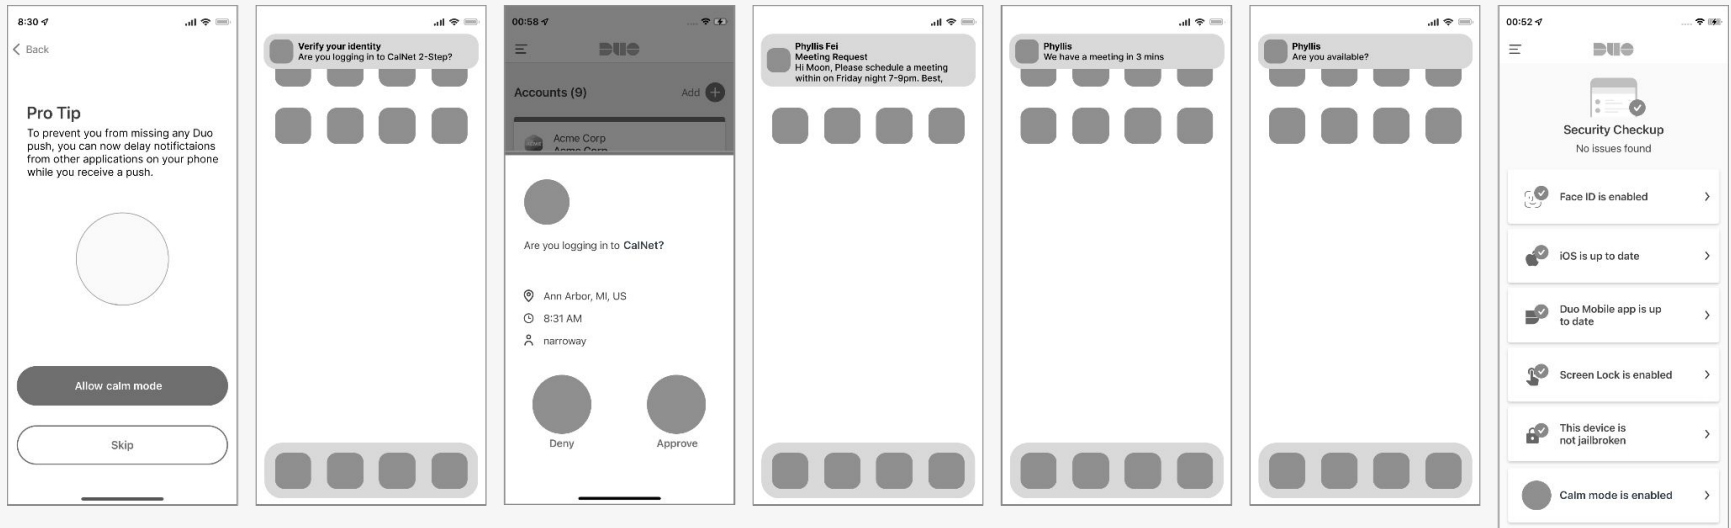 8:30
Back
Pro Tip
To prevent you from missing any Duo
push, you can now delay notifictaions
from other applications on your phone
while you receive a push.
Allow calm mode
Skip
Verify your identity
Are you logging in to CalNet 2-Step?
00:58
DUO
Accounts (9)
Add
Acme Corp
Acme Corp
Are you logging in to CalNet?
Ann Arbor, MI, US
8:31 AM
narroway
Deny
Approve
Phyllis Fei
Meeting Request
Hi Moon, Please schedule a meeting
within on Friday night 7-9pm. Best,
Phyllis
We have a meeting in 3 mins
Phyllis
Are you available?
00:52
DUO
Security Checkup
No issues found
Face ID is enabled
iOS is up to date
Duo Mobile app is up
to date
Screen Lock is enabled
This device is
not jailbroken
Calm mode is enabled